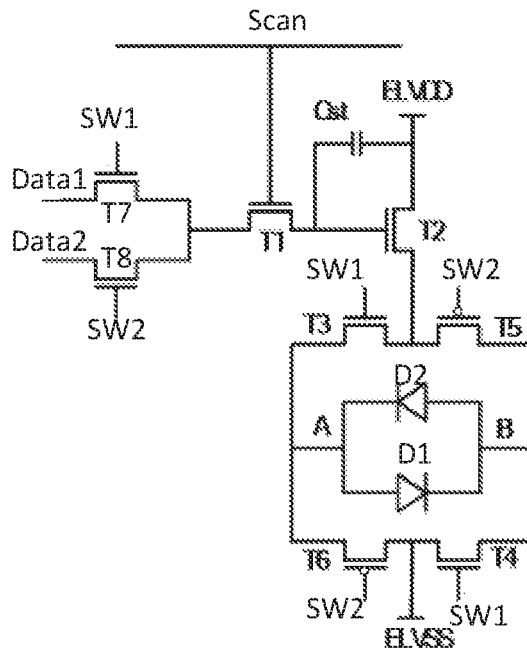 Scan
ELVDD
Cst
SW1
Data1
T7
Data2
T8
T1
T2
SW2
SW1
SW2
T3
T5
D2
A
B
D1
T6
T4
SW2
SW1
ELVSS